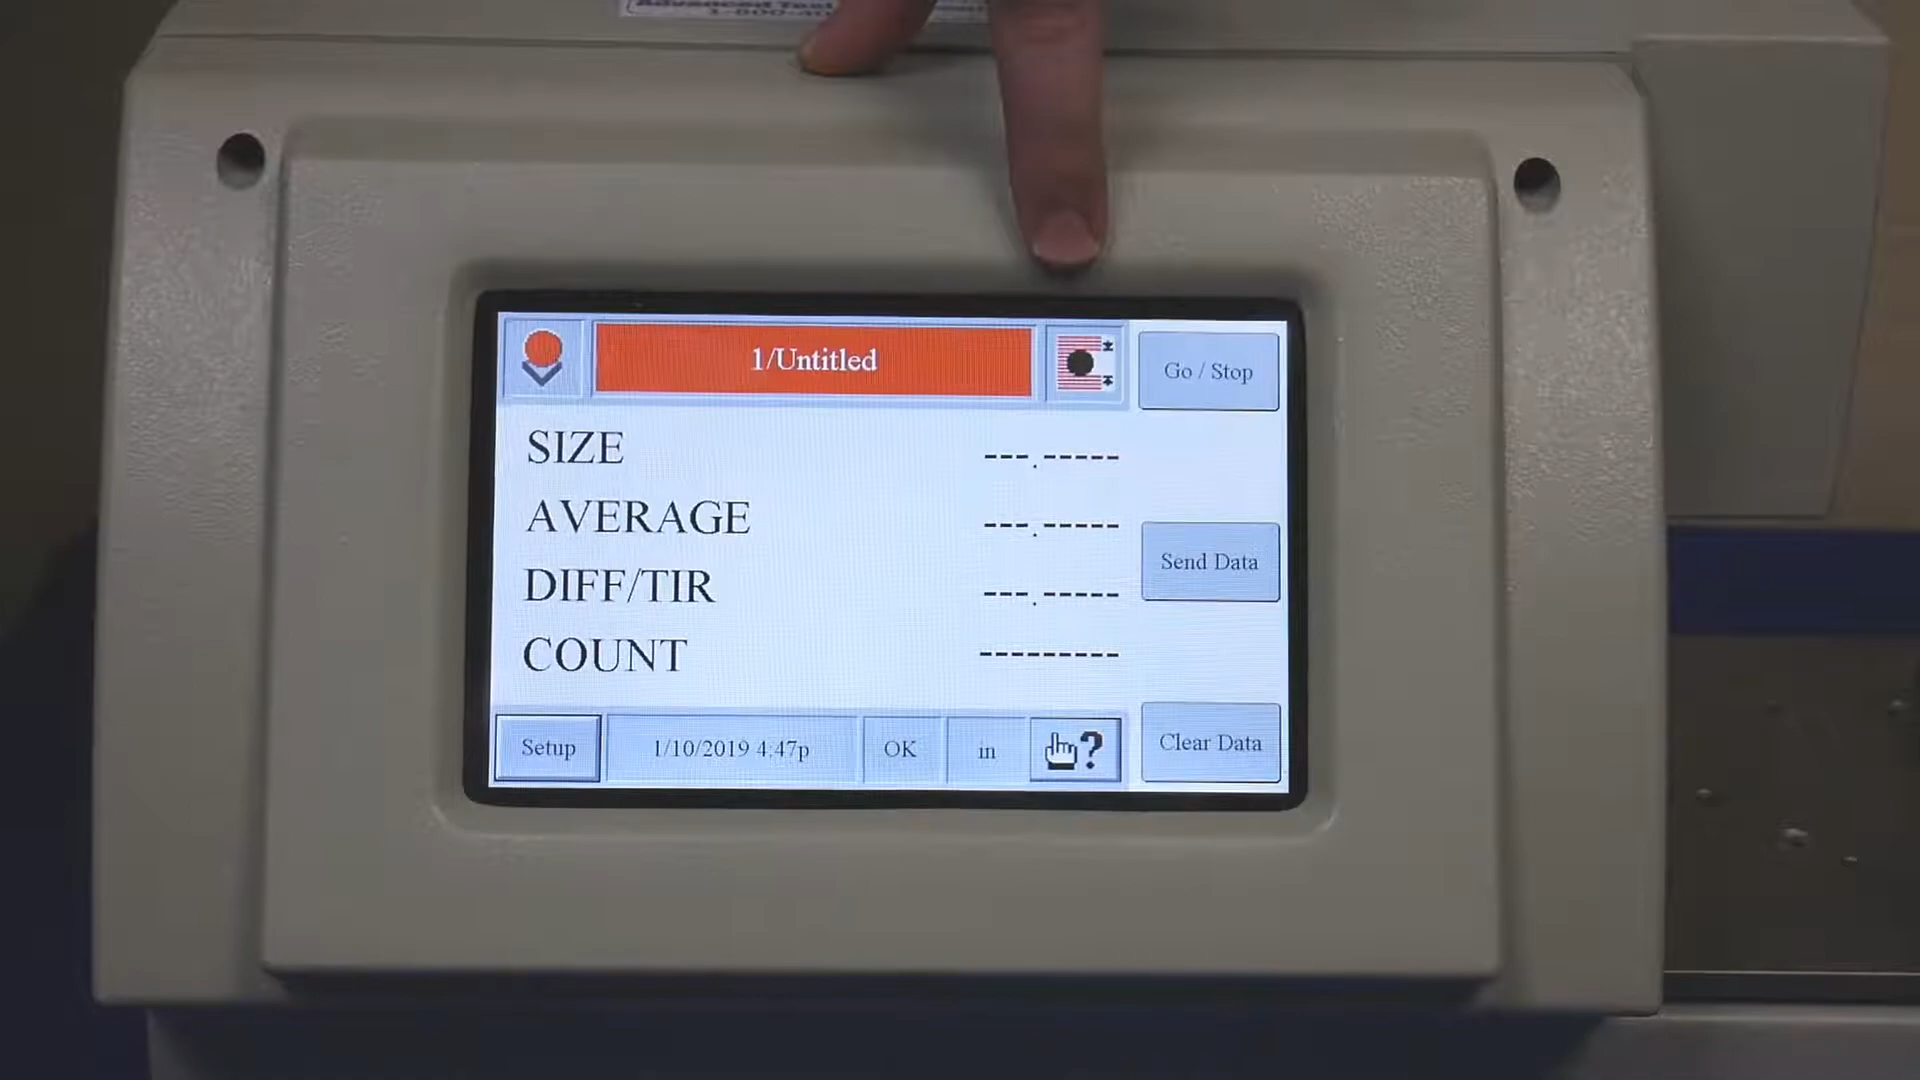 1/Untitled
Go / Stop
SIZE ---.-----
AVERAGE ---.-----
Send Data
DIFF/TIR ---.-----
COUNT ---------
Setup 1/10/2019 4:47p OK in ?
Clear Data